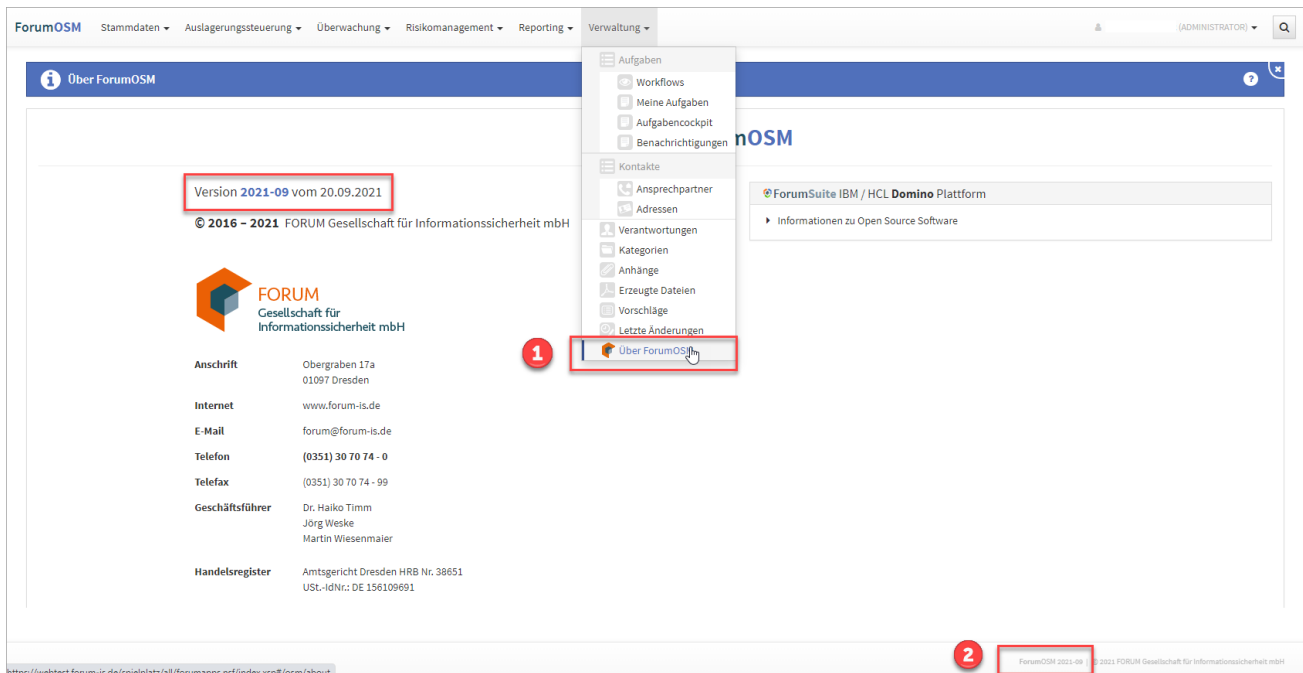 ForumOSM Stammdaten Auslagerungssteuerung Überwachung Risikomanagement Reporting Verwaltung (ADMINISTRATOR)
Über ForumOSM ?
Aufgaben
Workflows
Meine Aufgaben
Aufgabencockpit
Benachrichtigungen
Kontakte
Ansprechpartner
Adressen
Verantwortungen
Kategorien
Anhänge
Erzeugte Dateien
Vorschläge
Letzte Änderungen
1 Über ForumOSM
mOSM
Version 2021-09 vom 20.09.2021
© 2016 – 2021 FORUM Gesellschaft für Informationssicherheit mbH
FORUM
Gesellschaft für
Informationssicherheit mbH
Anschrift Obergraben 17a
01097 Dresden
Internet www.forum-is.de
E-Mail forum@forum-is.de
Telefon (0351) 30 70 74 - 0
Telefax (0351) 30 70 74 - 99
Geschäftsführer Dr. Haiko Timm
Jörg Weske
Martin Wiesenmaier
Handelsregister Amtsgericht Dresden HRB Nr. 38651
USt.-IdNr.: DE 156109691
ForumSuite IBM / HCL Domino Plattform
Informationen zu Open Source Software
2 ForumOSM 2021-09 | © 2021 FORUM Gesellschaft für Informationssicherheit mbH